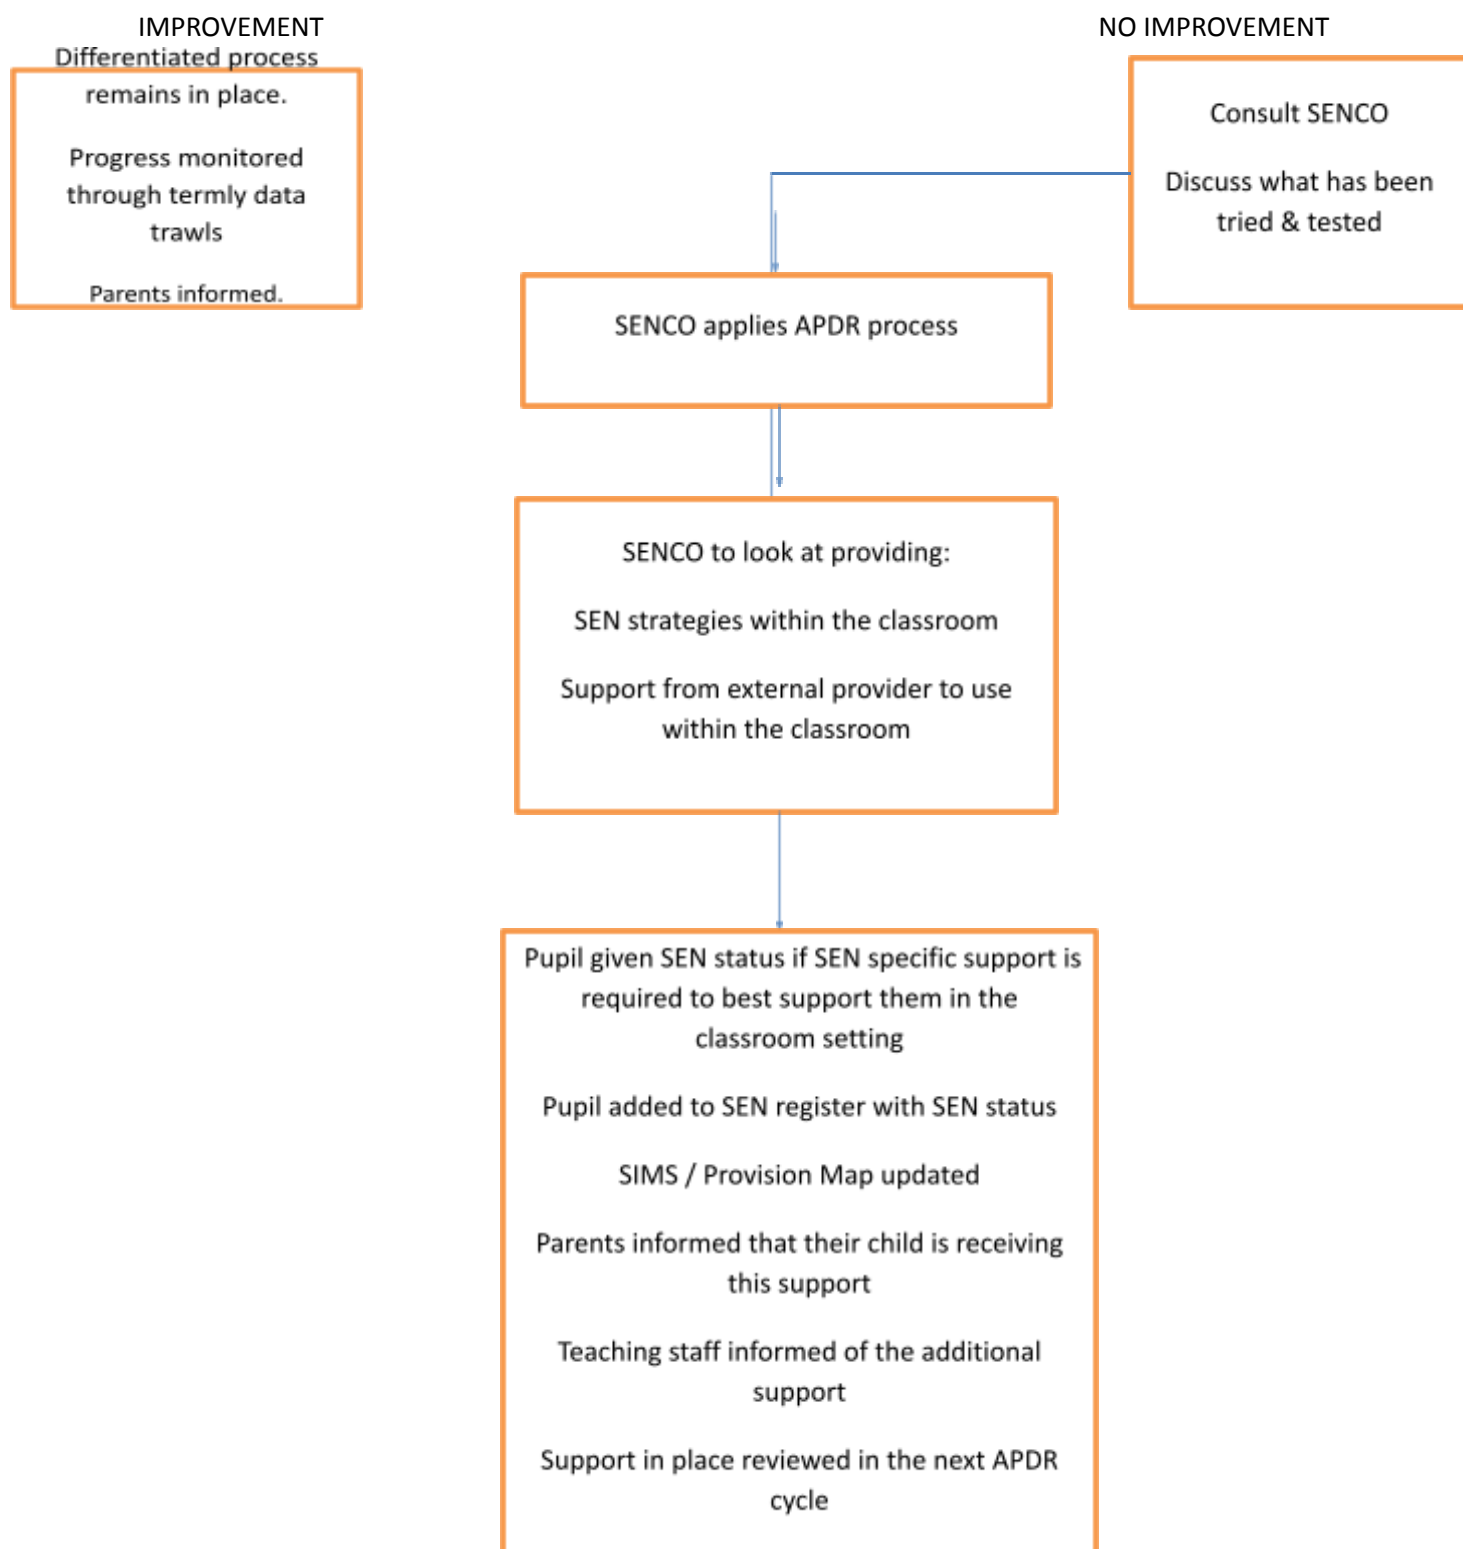 IMPROVEMENT
Differentiated process
remains in place.
Progress monitored
through termly data
trawls
Parents informed.
NO IMPROVEMENT
Consult SENCO
Discuss what has been
tried & tested
SENCO applies APDR process
SENCO to look at providing:
SEN strategies within the classroom
Support from external provider to use
within the classroom
Pupil given SEN status if SEN specific support is
required to best support them in the
classroom setting
Pupil added to SEN register with SEN status
SIMS / Provision Map updated
Parents informed that their child is receiving
this support
Teaching staff informed of the additional
support
Support in place reviewed in the next APDR
cycle